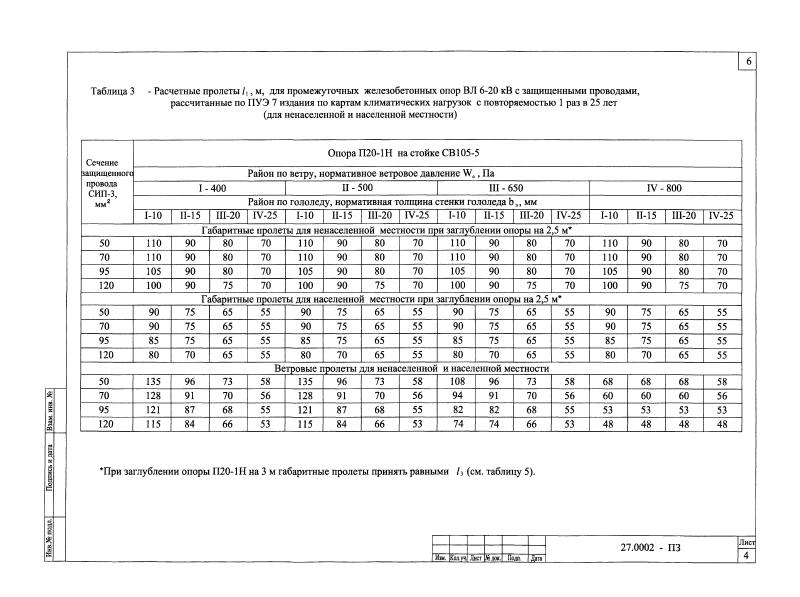 6
Таблица 3 - Расчетные пролеты l₁, м, для промежуточных железобетонных опор ВЛ 6-20 кВ с защищенными проводами,
рассчитанные по ПУЭ 7 издания по картам климатических нагрузок с повторяемостью 1 раз в 25 лет
(для ненаселенной и населенной местности)
Сечение защищенного провода СИП-3, мм²
Опора П20-1Н на стойке СВ105-5
Район по ветру, нормативное ветровое давление W₀, Па
I - 400 II - 500 III - 650 IV - 800
Район по гололеду, нормативная толщина стенки гололеда bэ, мм
I-10 II-15 III-20 IV-25 I-10 II-15 III-20 IV-25 I-10 II-15 III-20 IV-25 I-10 II-15 III-20 IV-25
Габаритные пролеты для ненаселенной местности при заглублении опоры на 2,5 м*
50 110 90 80 70 110 90 80 70 110 90 80 70 110 90 80 70
70 110 90 80 70 110 90 80 70 110 90 80 70 110 90 80 70
95 105 90 80 70 105 90 80 70 105 90 80 70 105 90 80 70
120 100 90 75 70 100 90 75 70 100 90 75 70 100 90 75 70
Габаритные пролеты для населенной местности при заглублении опоры на 2,5 м*
50 90 75 65 55 90 75 65 55 90 75 65 55 90 75 65 55
70 90 75 65 55 90 75 65 55 90 75 65 55 90 75 65 55
95 85 75 65 55 85 75 65 55 85 75 65 55 85 75 65 55
120 80 70 65 55 80 70 65 55 80 70 65 55 80 70 65 55
Ветровые пролеты для ненаселенной и населенной местности
50 135 96 73 58 135 96 73 58 108 96 73 58 68 68 68 58
70 128 91 70 56 128 91 70 56 94 91 70 56 60 60 60 56
95 121 87 68 55 121 87 68 55 82 82 68 55 53 53 53 53
120 115 84 66 53 115 84 66 53 74 74 66 53 48 48 48 48
*При заглублении опоры П20-1Н на 3 м габаритные пролеты принять равными l₃ (см. таблицу 5).
Взам. инв. №
Подпись и дата
Инв.№ подл.
Изм. Кол.уч. Лист № док. Подп. Дата
27.0002 - ПЗ
Лист
4